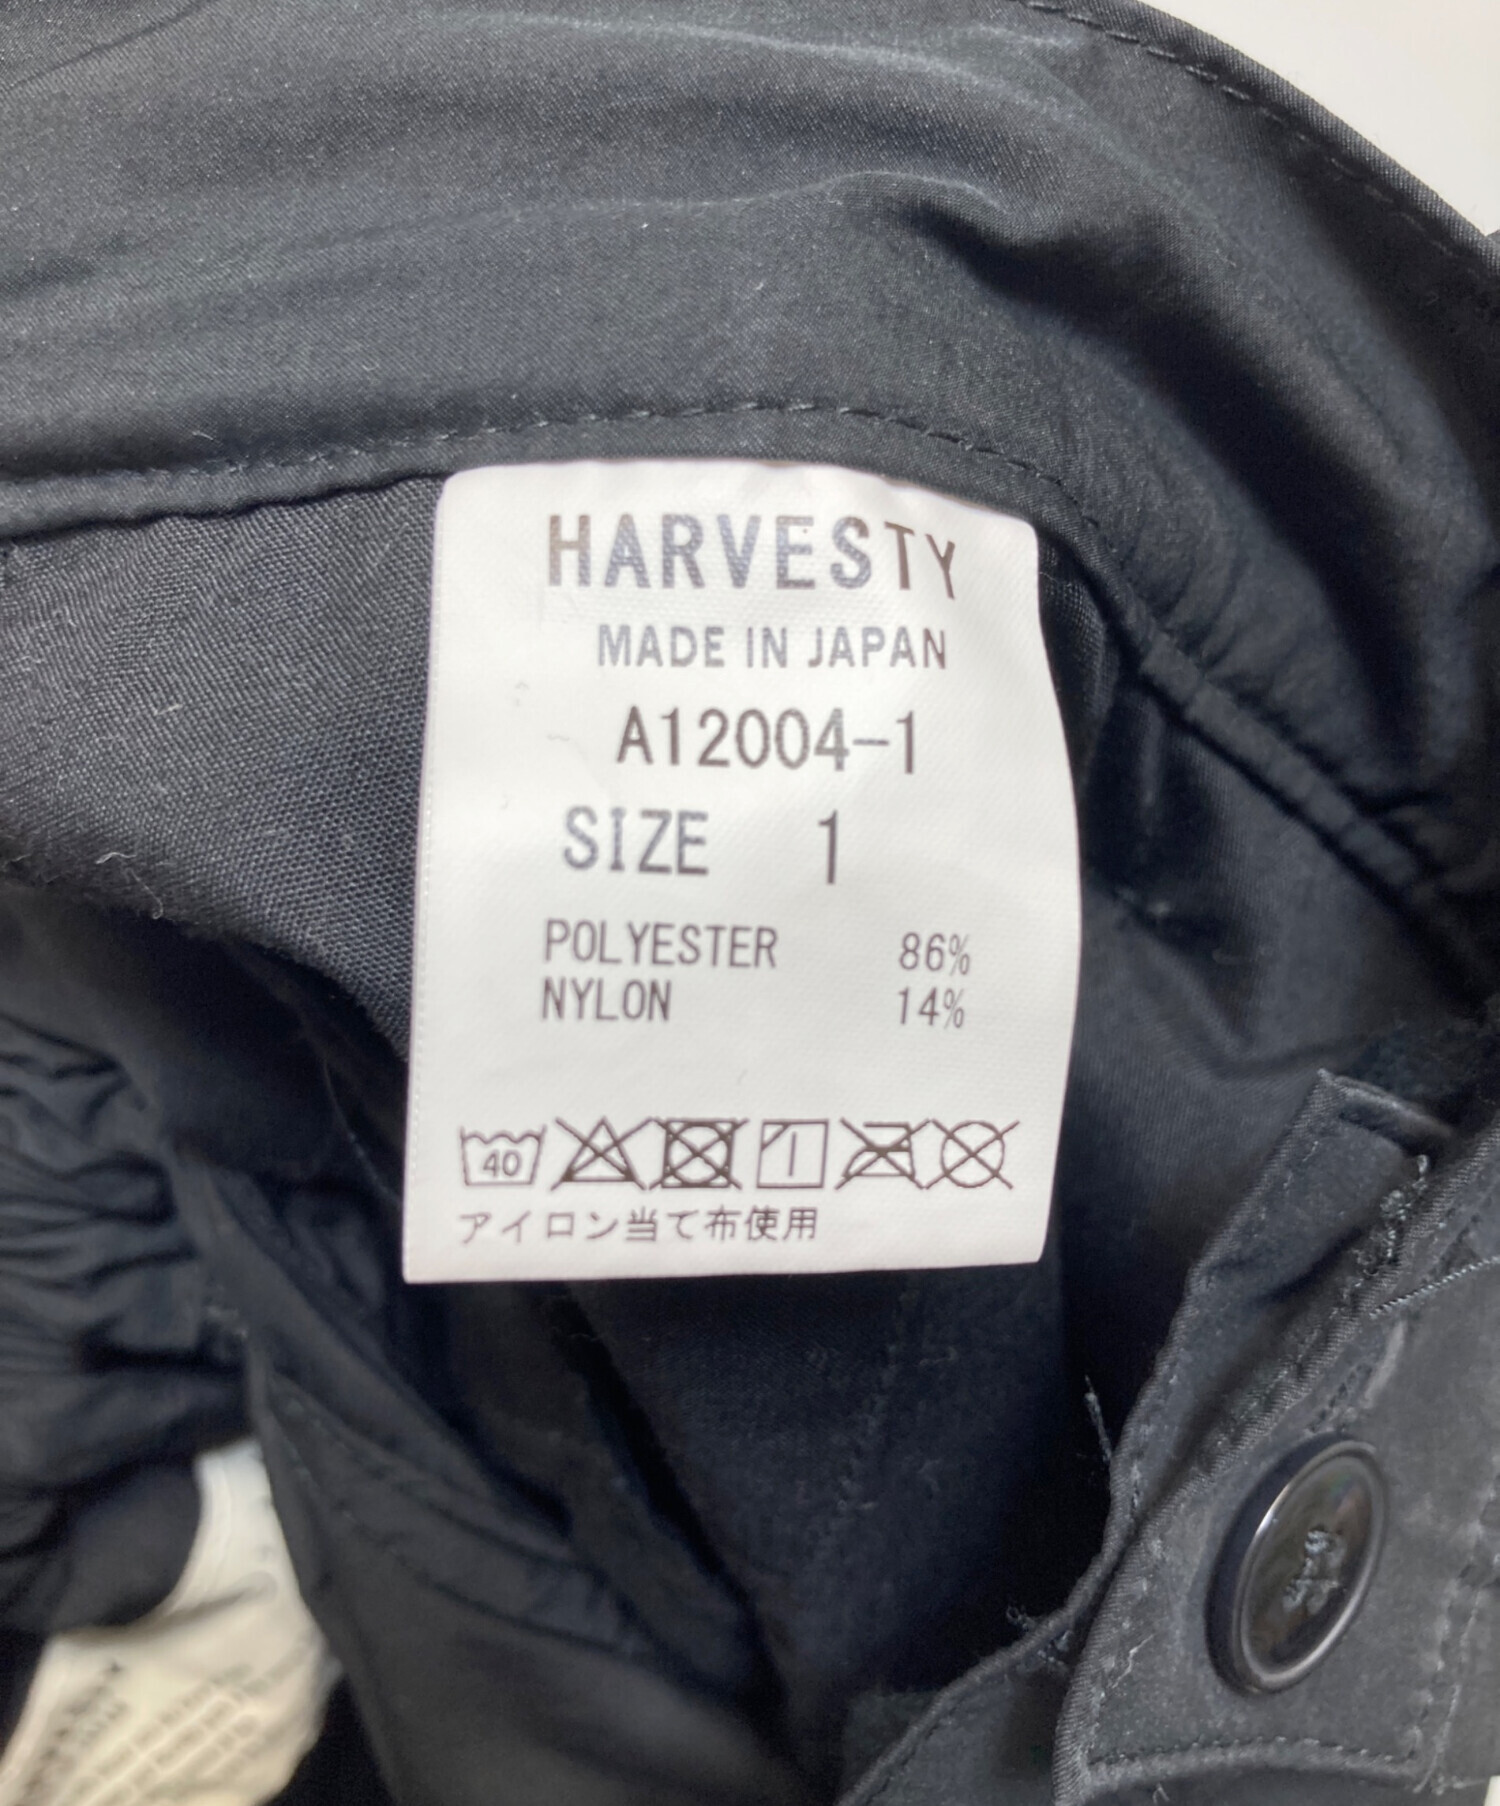 HARVESTY
MADE IN JAPAN
A12004-1
SIZE 1
POLYESTER 86%
NYLON 14%
40
アイロン当て布使用